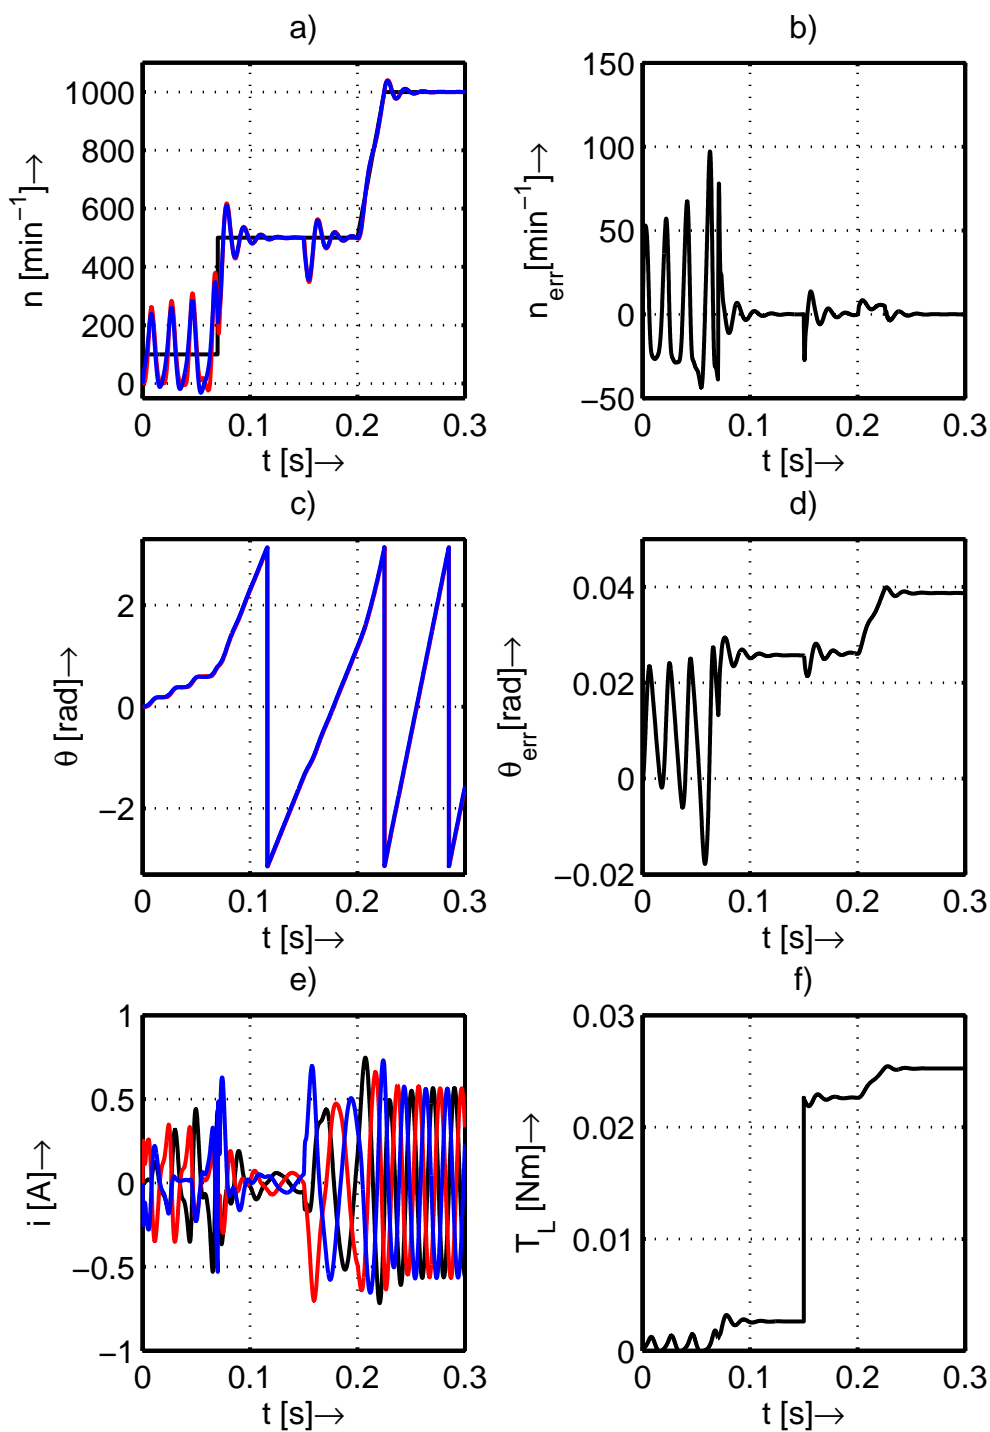 a)
n [min⁻¹]→
1000
800
600
400
200
0
0 0.1 0.2 0.3
t [s]→
b)
n_err[min⁻¹]→
150
100
50
0
−50
0 0.1 0.2 0.3
t [s]→
c)
θ [rad]→
2
0
−2
0 0.1 0.2 0.3
t [s]→
d)
θ_err[rad]→
0.04
0.02
0
−0.02
0 0.1 0.2 0.3
t [s]→
e)
i [A]→
1
0.5
0
−0.5
−1
0 0.1 0.2 0.3
t [s]→
f)
T_L [Nm]→
0.03
0.02
0.01
0
0 0.1 0.2 0.3
t [s]→